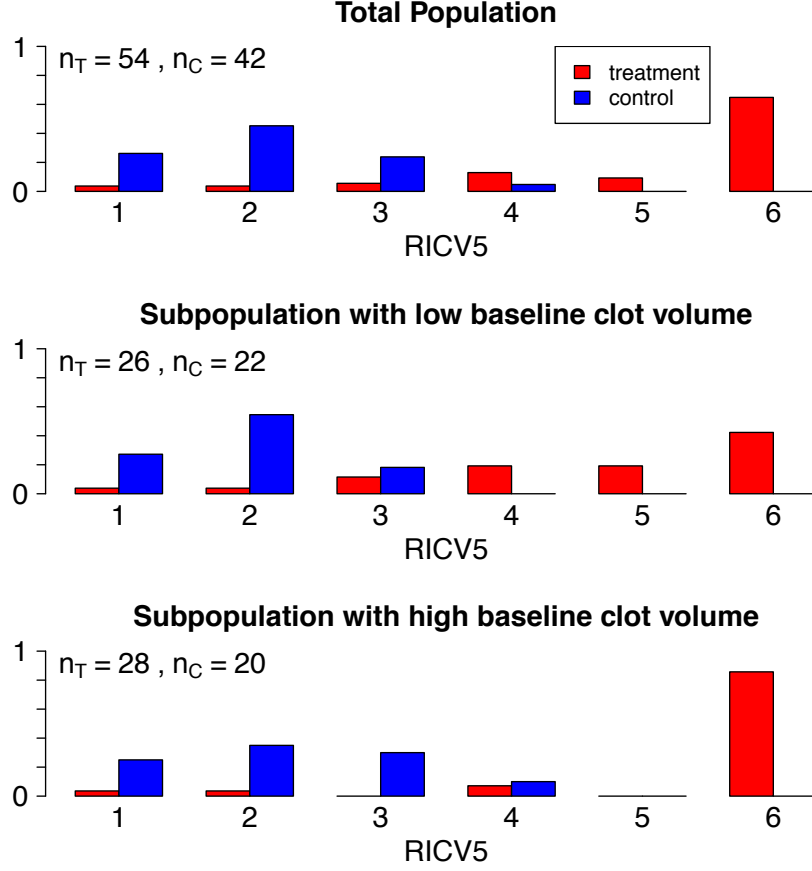 Total Population
1
n_T = 54 , n_C = 42
treatment
control
0
1 2 3 4 5 6
RICV5
Subpopulation with low baseline clot volume
1
n_T = 26 , n_C = 22
0
1 2 3 4 5 6
RICV5
Subpopulation with high baseline clot volume
1
n_T = 28 , n_C = 20
0
1 2 3 4 5 6
RICV5